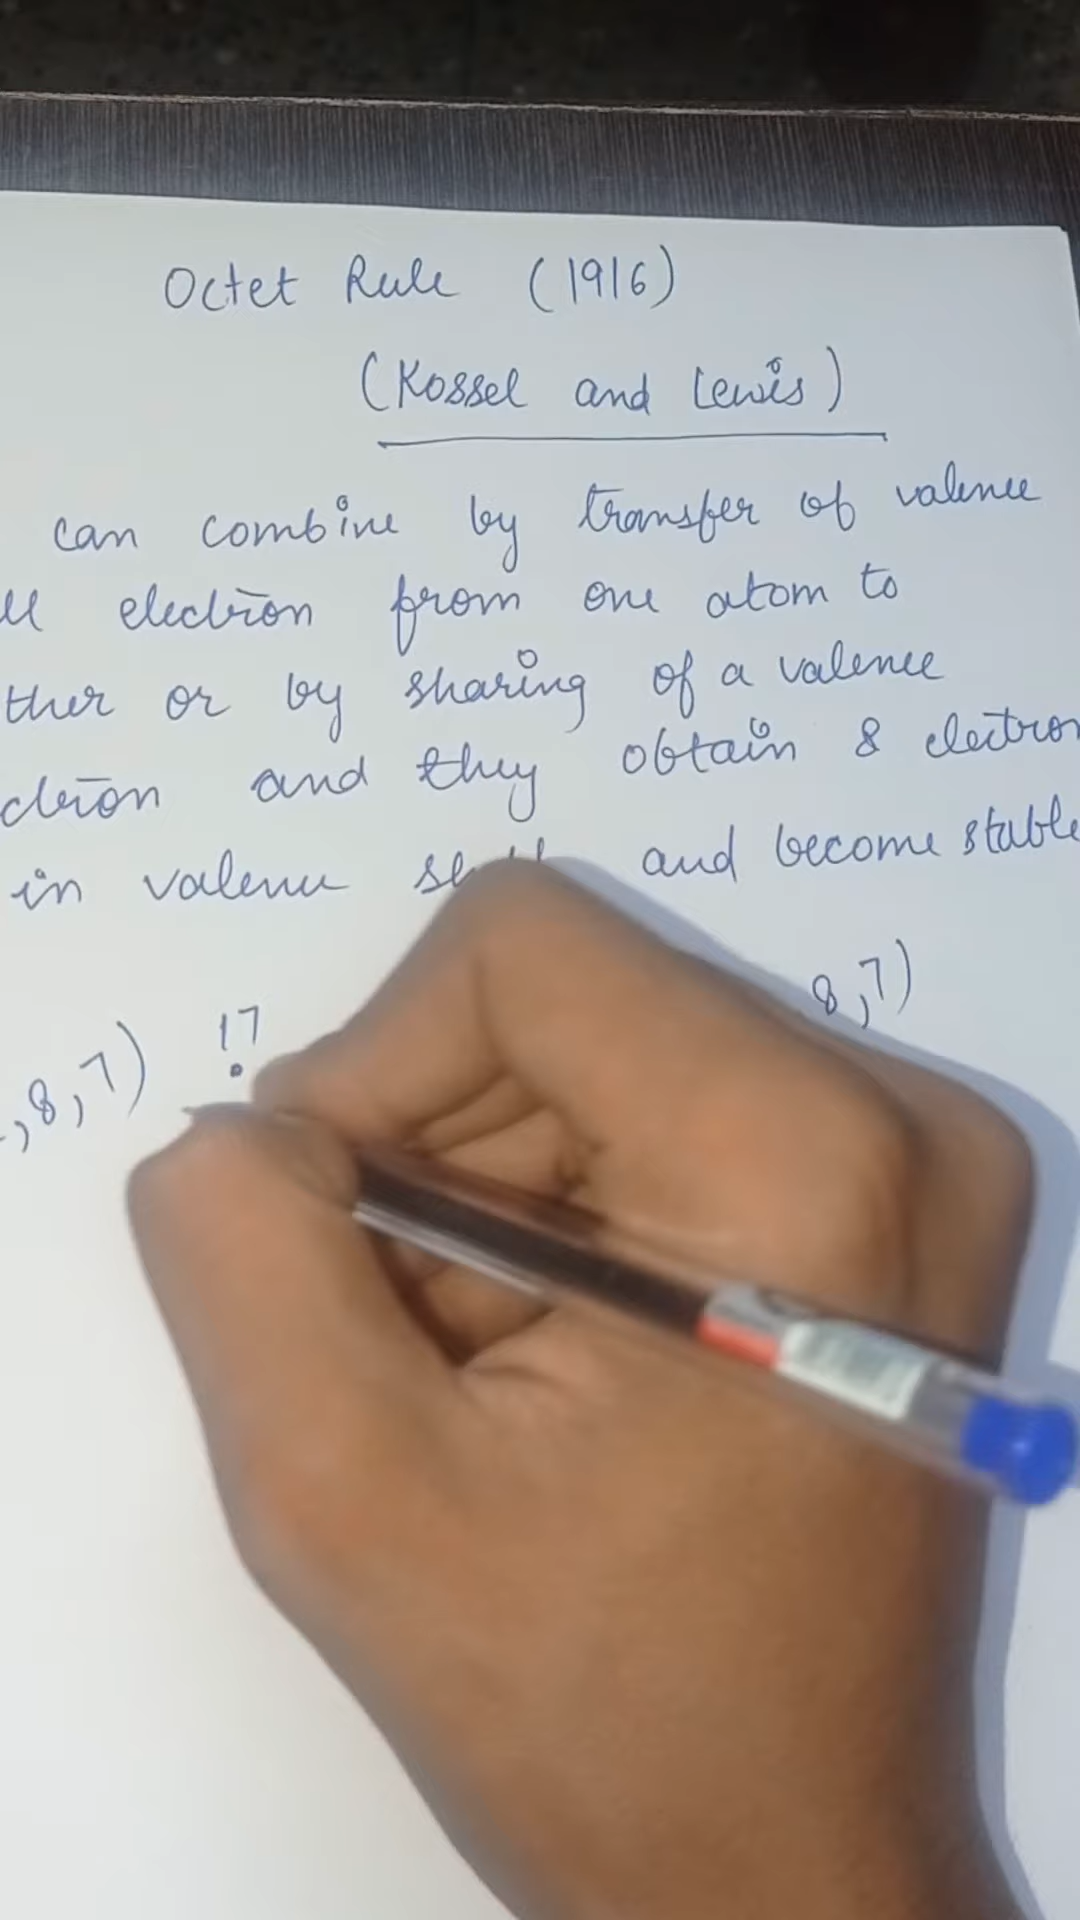 Octet Rule (1916)
(Kossel and Lewis)
can combine by transfer of valence
electron from one atom to
ther or by sharing of a valence
and they obtain 8 electron
in valence and become stable
8,7)
,8,7) 17